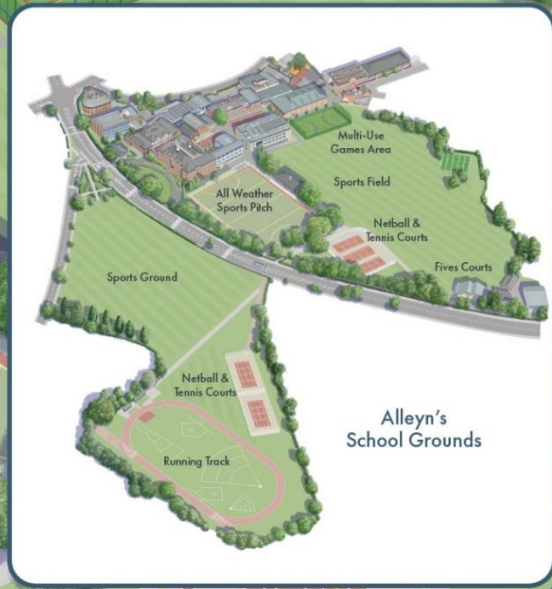 Multi-Use
Games Area
Sports Field
All Weather
Sports Pitch
Netball &
Tennis Courts
Fives Courts
Sports Ground
Netball &
Tennis Courts
Running Track
Alleyn's
School Grounds